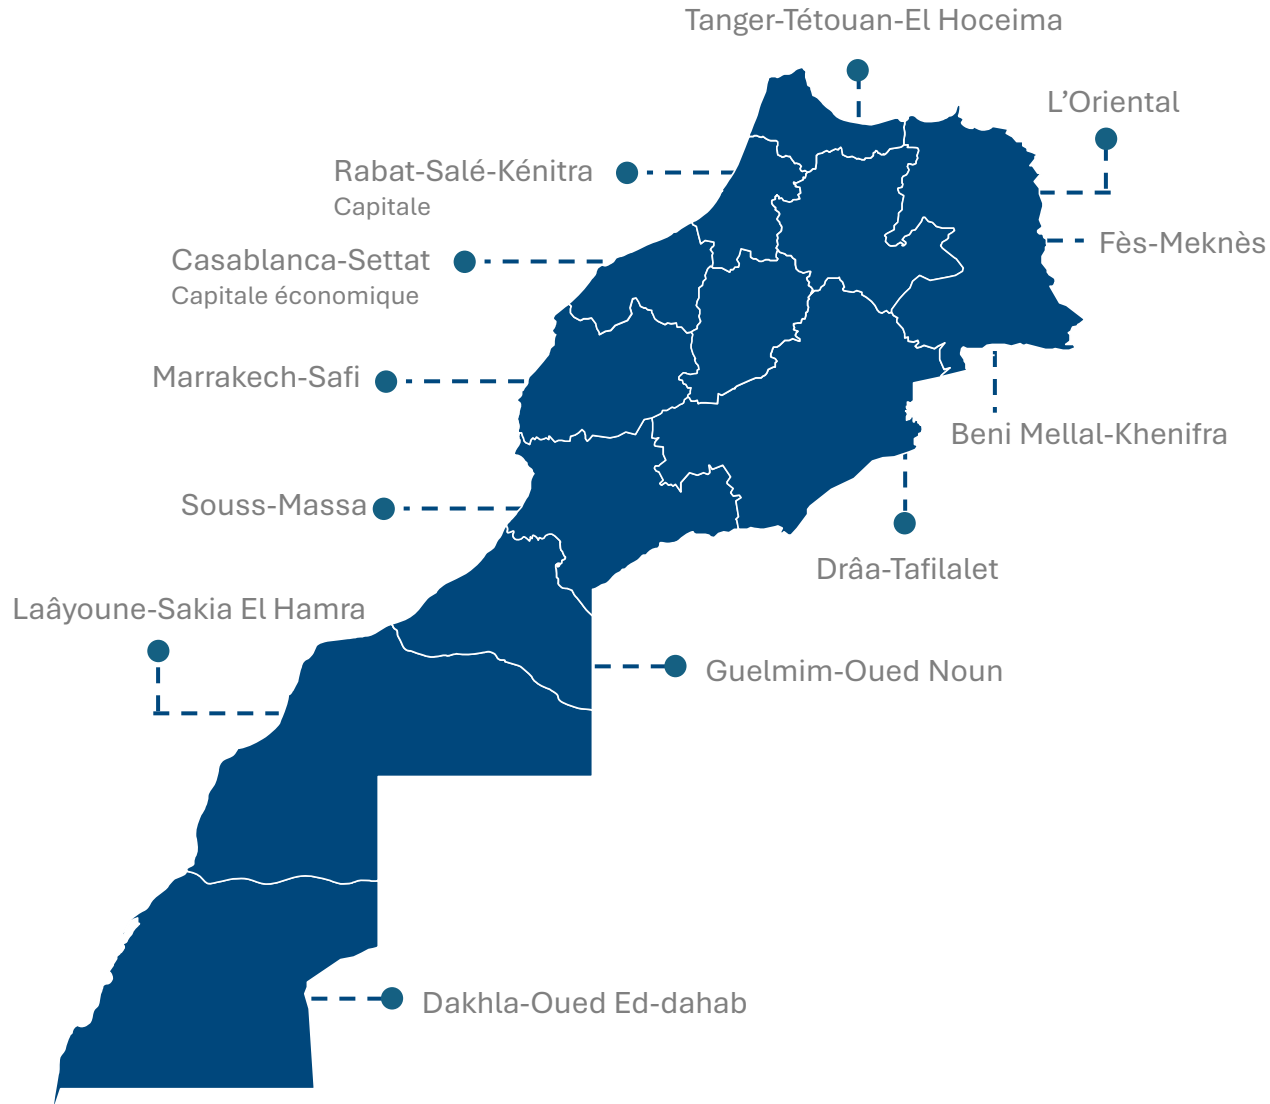 Tanger-Tétouan-El Hoceima
L’Oriental
Rabat-Salé-Kénitra
Capitale
Fès-Meknès
Casablanca-Settat
Capitale économique
Marrakech-Safi
Beni Mellal-Khenifra
Souss-Massa
Drâa-Tafilalet
Laâyoune-Sakia El Hamra
Guelmim-Oued Noun
Dakhla-Oued Ed-dahab